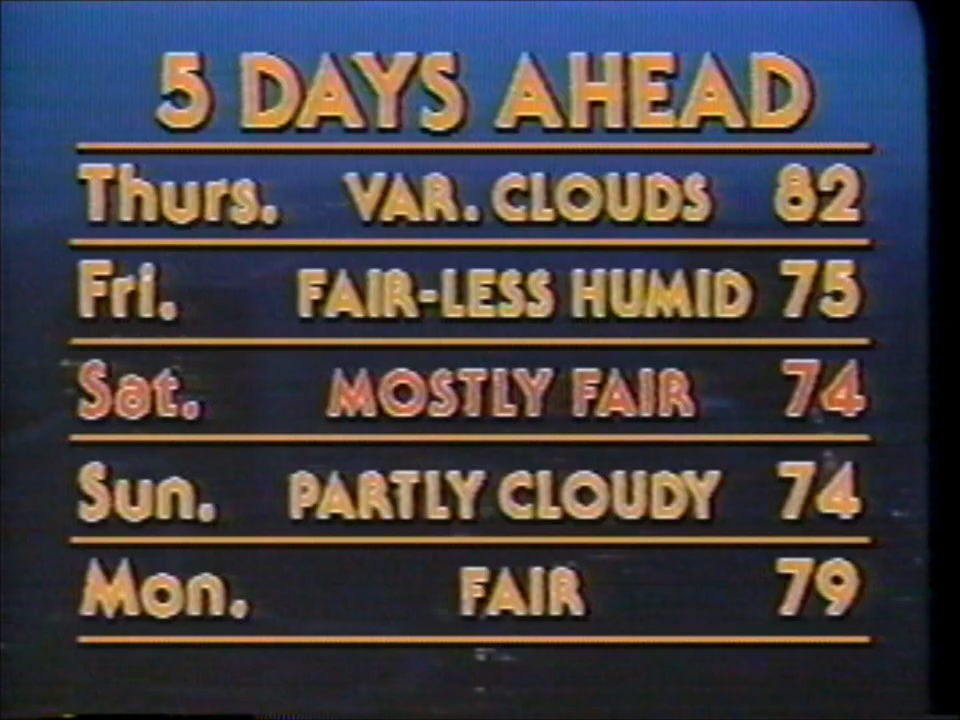 5 DAYS AHEAD
Thurs. VAR. CLOUDS 82
Fri. FAIR-LESS HUMID 75
Sat. MOSTLY FAIR 74
Sun. PARTLY CLOUDY 74
Mon. FAIR 79